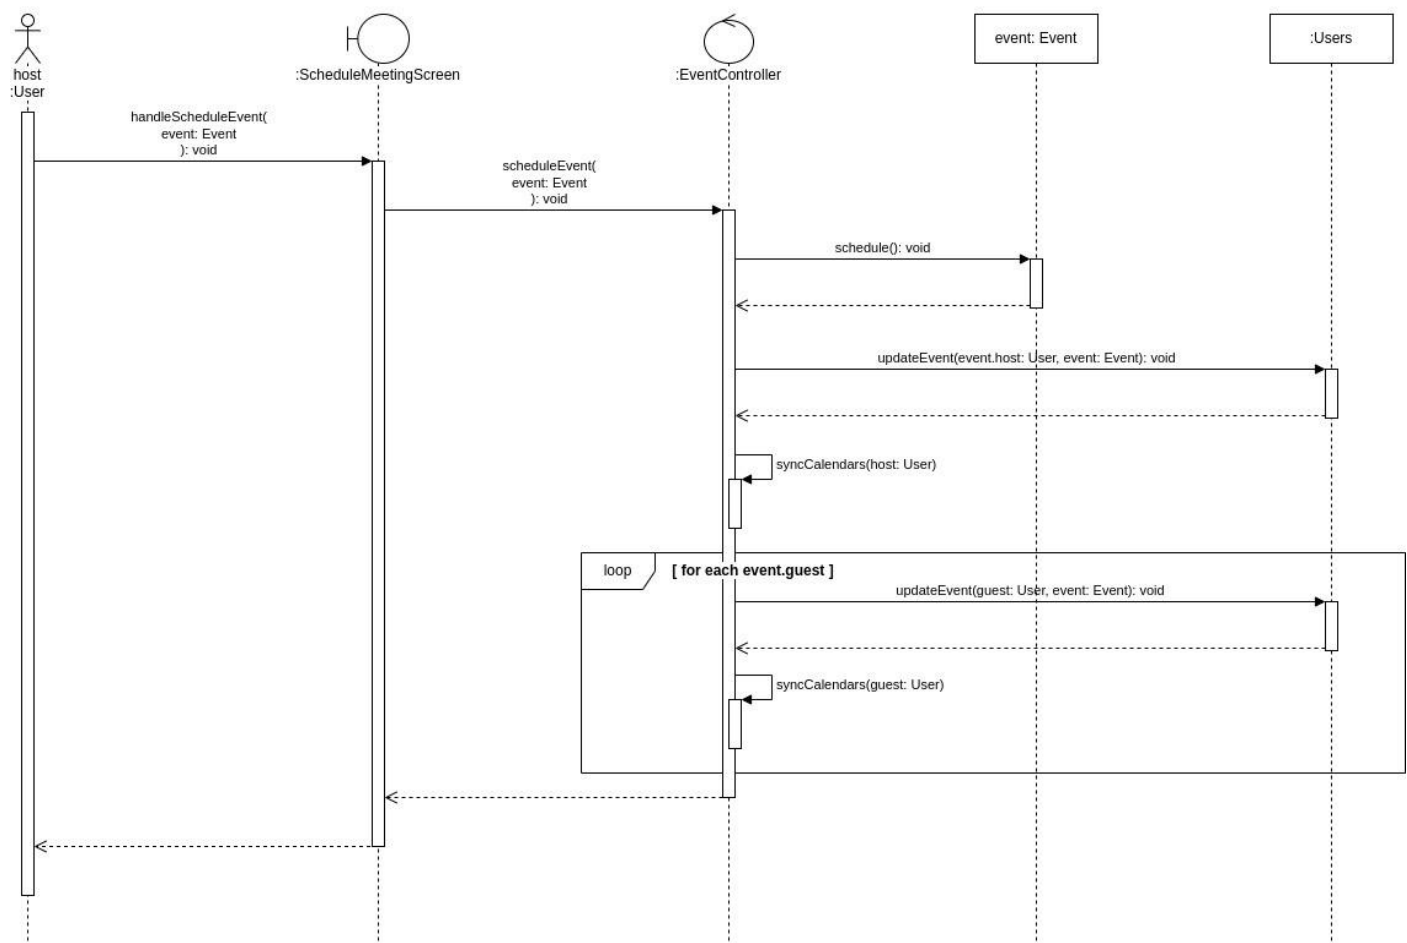 host
:User
:ScheduleMeetingScreen
:EventController
event: Event
:Users
handleScheduleEvent(
event: Event
): void
scheduleEvent(
event: Event
): void
schedule(): void
updateEvent(event.host: User, event: Event): void
syncCalendars(host: User)
loop
[ for each event.guest ]
updateEvent(guest: User, event: Event): void
syncCalendars(guest: User)